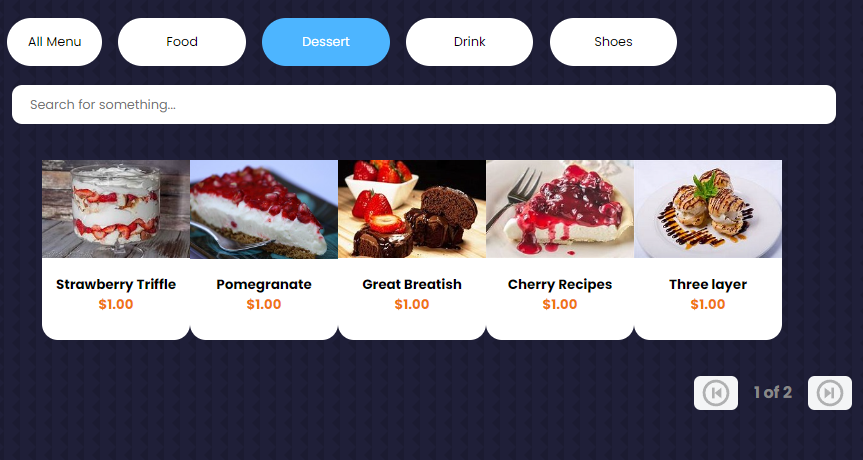 All Menu
Food
Dessert
Drink
Shoes
Search for something...
Strawberry Triffle
$1.00
Pomegranate
$1.00
Great Breatish
$1.00
Cherry Recipes
$1.00
Three layer
$1.00
1 of 2